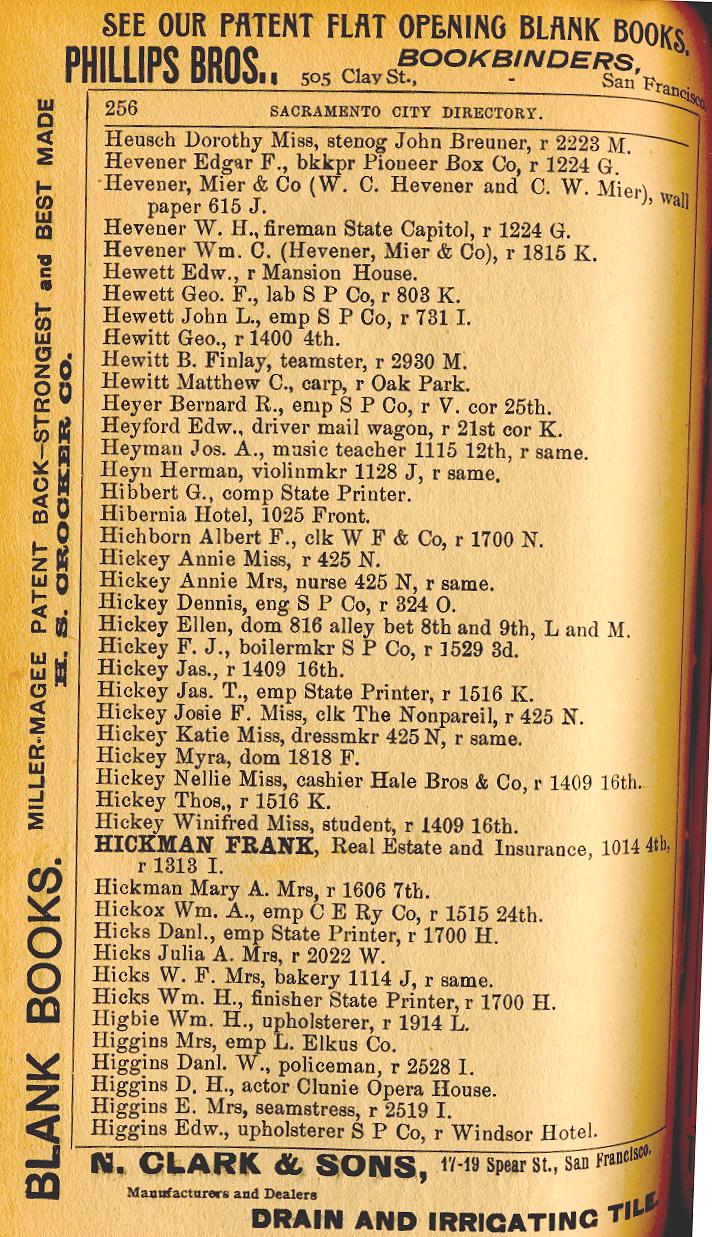 SEE OUR PATENT FLAT OPENING BLANK BOOKS.
PHILLIPS BROS., 505 Clay St., - BOOKBINDERS, San Francisco
256 SACRAMENTO CITY DIRECTORY.
Heusch Dorothy Miss, stenog John Breuner, r 2223 M.
Hevener Edgar F., bkkpr Pioneer Box Co, r 1224 G.
Hevener, Mier & Co (W. C. Hevener and C. W. Mier), wall
paper 615 J.
Hevener W. H., fireman State Capitol, r 1224 G.
Hevener Wm. C. (Hevener, Mier & Co), r 1815 K.
Hewett Edw., r Mansion House.
Hewett Geo. F., lab S P Co, r 803 K.
Hewett John L., emp S P Co, r 731 I.
Hewitt Geo., r 1400 4th.
Hewitt B. Finlay, teamster, r 2930 M.
Hewitt Matthew C., carp, r Oak Park.
Heyer Bernard R., emp S P Co, r V. cor 25th.
Heyford Edw., driver mail wagon, r 21st cor K.
Heyman Jos. A., music teacher 1115 12th, r same.
Heyn Herman, violinmkr 1128 J, r same.
Hibbert G., comp State Printer.
Hibernia Hotel, 1025 Front.
Hichborn Albert F., clk W F & Co, r 1700 N.
Hickey Annie Miss, r 425 N.
Hickey Annie Mrs, nurse 425 N, r same.
Hickey Dennis, eng S P Co, r 324 O.
Hickey Ellen, dom 816 alley bet 8th and 9th, L and M.
Hickey F. J., boilermkr S P Co, r 1529 3d.
Hickey Jas., r 1409 16th.
Hickey Jas. T., emp State Printer, r 1516 K.
Hickey Josie F. Miss, clk The Nonpareil, r 425 N.
Hickey Katie Miss, dressmkr 425 N, r same.
Hickey Myra, dom 1818 F.
Hickey Nellie Miss, cashier Hale Bros & Co, r 1409 16th.
Hickey Thos., r 1516 K.
Hickey Winifred Miss, student, r 1409 16th.
HICKMAN FRANK, Real Estate and Insurance, 1014 4th,
r 1313 I.
Hickman Mary A. Mrs, r 1606 7th.
Hickox Wm. A., emp C E Ry Co, r 1515 24th.
Hicks Danl., emp State Printer, r 1700 H.
Hicks Julia A. Mrs, r 2022 W.
Hicks W. F. Mrs, bakery 1114 J, r same.
Hicks Wm. H., finisher State Printer, r 1700 H.
Higbie Wm. H., upholsterer, r 1914 L.
Higgins Mrs, emp L. Elkus Co.
Higgins Danl. W., policeman, r 2528 I.
Higgins D. H., actor Clunie Opera House.
Higgins E. Mrs, seamstress, r 2519 I.
Higgins Edw., upholsterer S P Co, r Windsor Hotel.
N. CLARK & SONS, 17-19 Spear St., San Francisco.
Manufacturers and Dealers
DRAIN AND IRRIGATING TILE.
BLANK BOOKS. MILLER-MAGEE PATENT BACK—STRONGEST and BEST MADE
H. S. CROCKER CO.